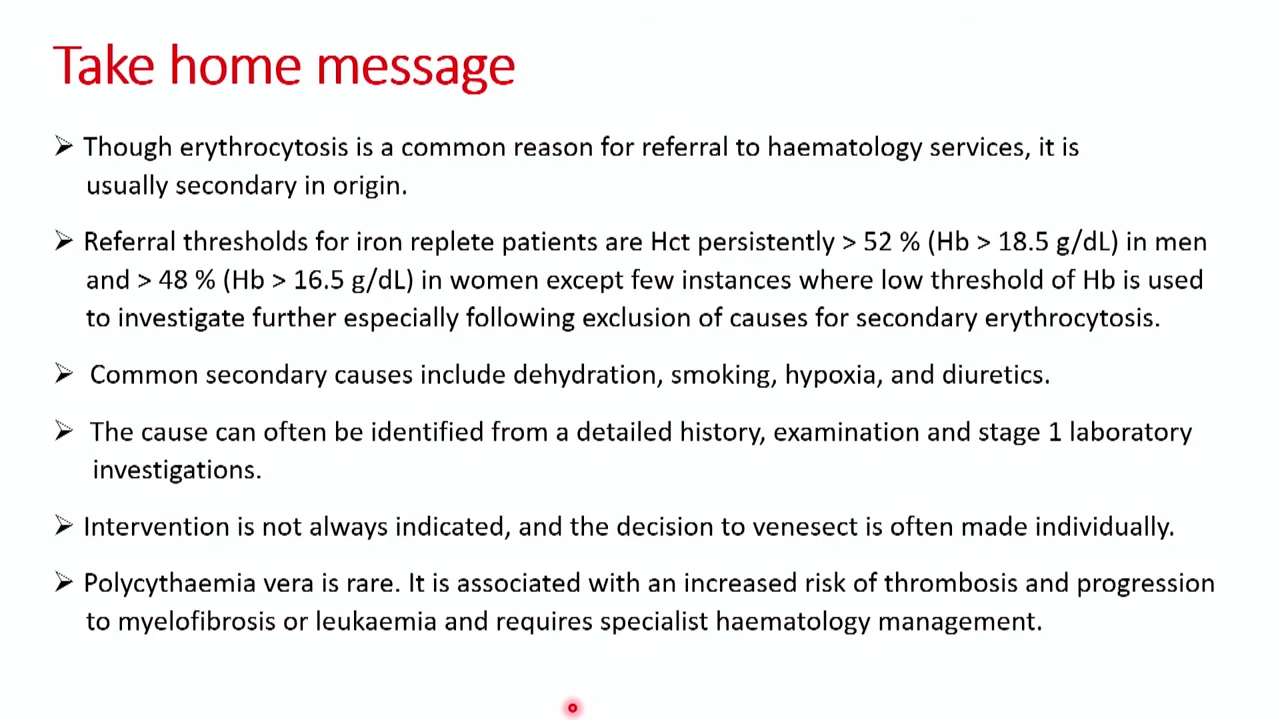 Take home message
➢ Though erythrocytosis is a common reason for referral to haematology services, it is
usually secondary in origin.
➢ Referral thresholds for iron replete patients are Hct persistently > 52 % (Hb > 18.5 g/dL) in men
and > 48 % (Hb > 16.5 g/dL) in women except few instances where low threshold of Hb is used
to investigate further especially following exclusion of causes for secondary erythrocytosis.
➢ Common secondary causes include dehydration, smoking, hypoxia, and diuretics.
➢ The cause can often be identified from a detailed history, examination and stage 1 laboratory
investigations.
➢ Intervention is not always indicated, and the decision to venesect is often made individually.
➢ Polycythaemia vera is rare. It is associated with an increased risk of thrombosis and progression
to myelofibrosis or leukaemia and requires specialist haematology management.